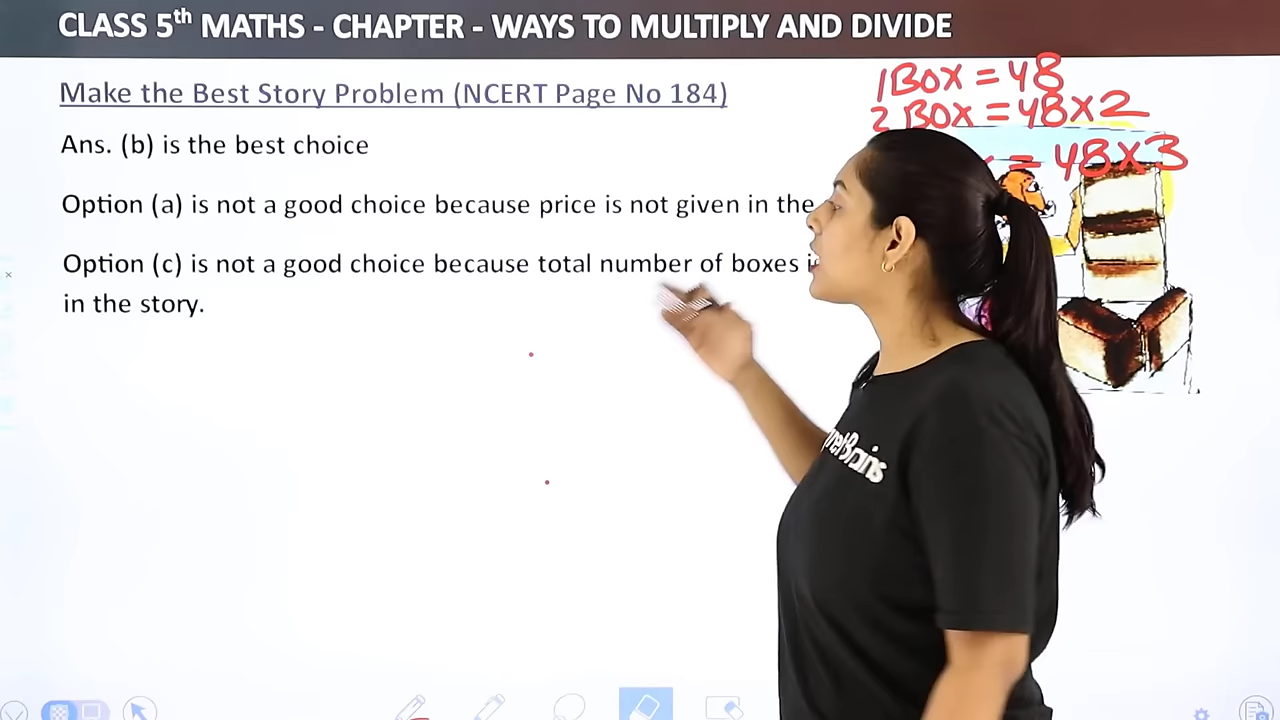 CLASS 5th MATHS - CHAPTER - WAYS TO MULTIPLY AND DIVIDE
Make the Best Story Problem (NCERT Page No 184)
1 BOX = 48
2 BOX = 48×2
= 48×3
Ans. (b) is the best choice
Option (a) is not a good choice because price is not given in the
Option (c) is not a good choice because total number of boxes
in the story.